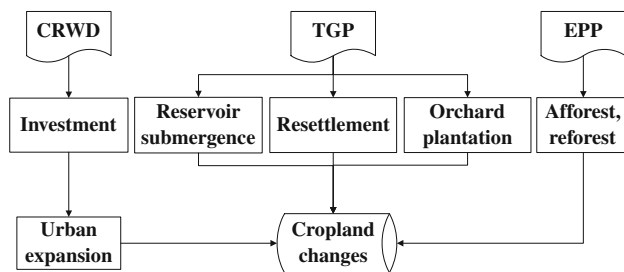 CRWD
TGP
EPP
Investment
Reservoir
submergence
Resettlement
Orchard
plantation
Afforest,
reforest
Urban
expansion
Cropland
changes